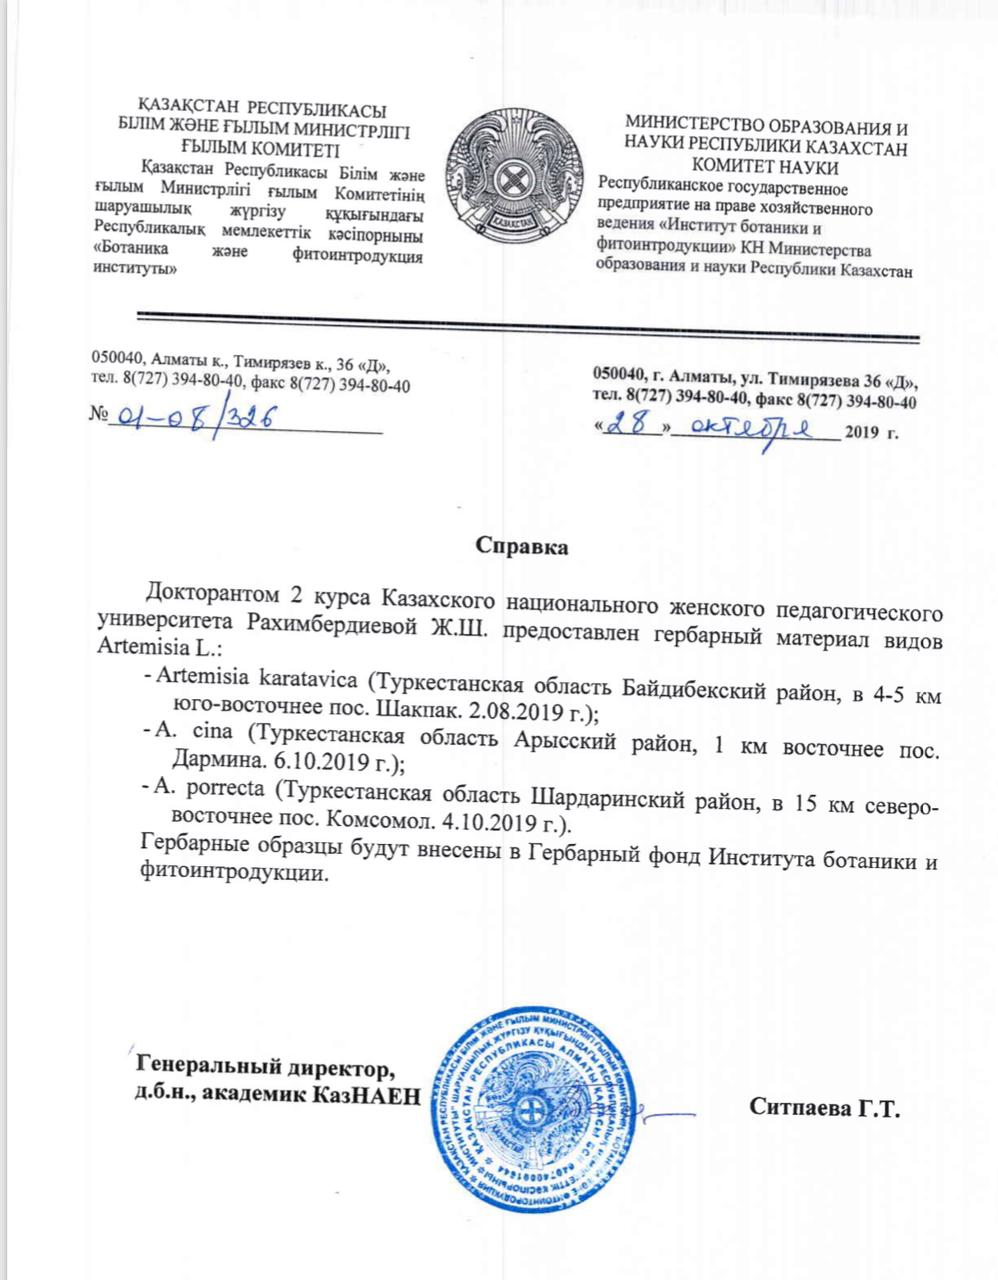 ҚАЗАҚСТАН РЕСПУБЛИКАСЫ
БІЛІМ ЖӘНЕ ҒЫЛЫМ МИНИСТРЛІГІ
ҒЫЛЫМ КОМИТЕТІ
Қазақстан Республикасы Білім және
ғылым Министрлігі ғылым Комитетінің
шаруашылық жүргізу құқығындағы
Республикалық мемлекеттік кәсіпорныны
«Ботаника және фитоинтродукция
институты»
ҚАЗАҚСТАН
МИНИСТЕРСТВО ОБРАЗОВАНИЯ И
НАУКИ РЕСПУБЛИКИ КАЗАХСТАН
КОМИТЕТ НАУКИ
Республиканское государственное
предприятие на праве хозяйственного
ведения «Институт ботаники и
фитоинтродукции» КН Министерства
образования и науки Республики Казахстан
050040, Алматы к., Тимирязев к., 36 «Д»,
тел. 8(727) 394-80-40, факс 8(727) 394-80-40
№ 01-08/326
050040, г. Алматы, ул. Тимирязева 36 «Д»,
тел. 8(727) 394-80-40, факс 8(727) 394-80-40
«28» октября 2019 г.
Справка
Докторантом 2 курса Казахского национального женского педагогического
университета Рахимбердиевой Ж.Ш. предоставлен гербарный материал видов
Artemisia L.:
- Artemisia karatavica (Туркестанская область Байдибекский район, в 4-5 км
юго-восточнее пос. Шакпак. 2.08.2019 г.);
- A. cina (Туркестанская область Арысский район, 1 км восточнее пос.
Дармина. 6.10.2019 г.);
- A. porrecta (Туркестанская область Шардаринский район, в 15 км северо-
восточнее пос. Комсомол. 4.10.2019 г.).
Гербарные образцы будут внесены в Гербарный фонд Института ботаники и
фитоинтродукции.
Генеральный директор,
д.б.н., академик КазНАЕН
Ситпаева Г.Т.
ҚАЗАҚСТАН РЕСПУБЛИКАСЫ АЛМАТЫ ҚАЛАСЫ